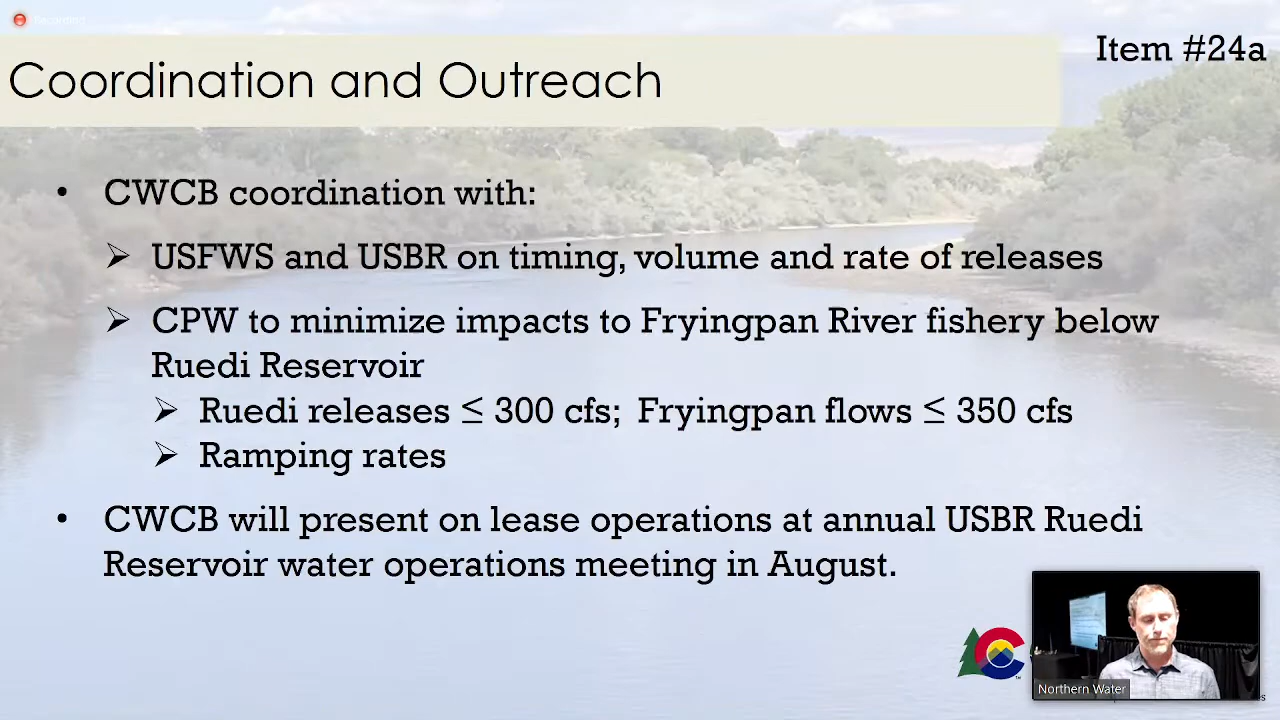 Recording
Item #24a
Coordination and Outreach
• CWCB coordination with:
➢ USFWS and USBR on timing, volume and rate of releases
➢ CPW to minimize impacts to Fryingpan River fishery below
Ruedi Reservoir
➢ Ruedi releases ≤ 300 cfs; Fryingpan flows ≤ 350 cfs
➢ Ramping rates
• CWCB will present on lease operations at annual USBR Ruedi
Reservoir water operations meeting in August.
Northern Water